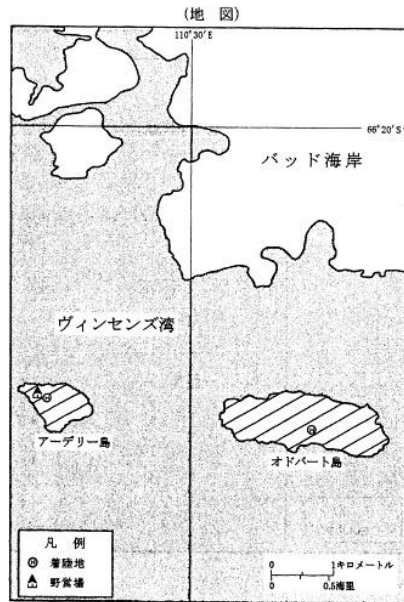 (地 図)
110°30'E
66°20'S
バッド海岸
ヴィンセンズ湾
アーデリー島
オドバート島
凡 例
Ⓗ 着陸地
野営場
0 1キロメートル
0 0.5海里